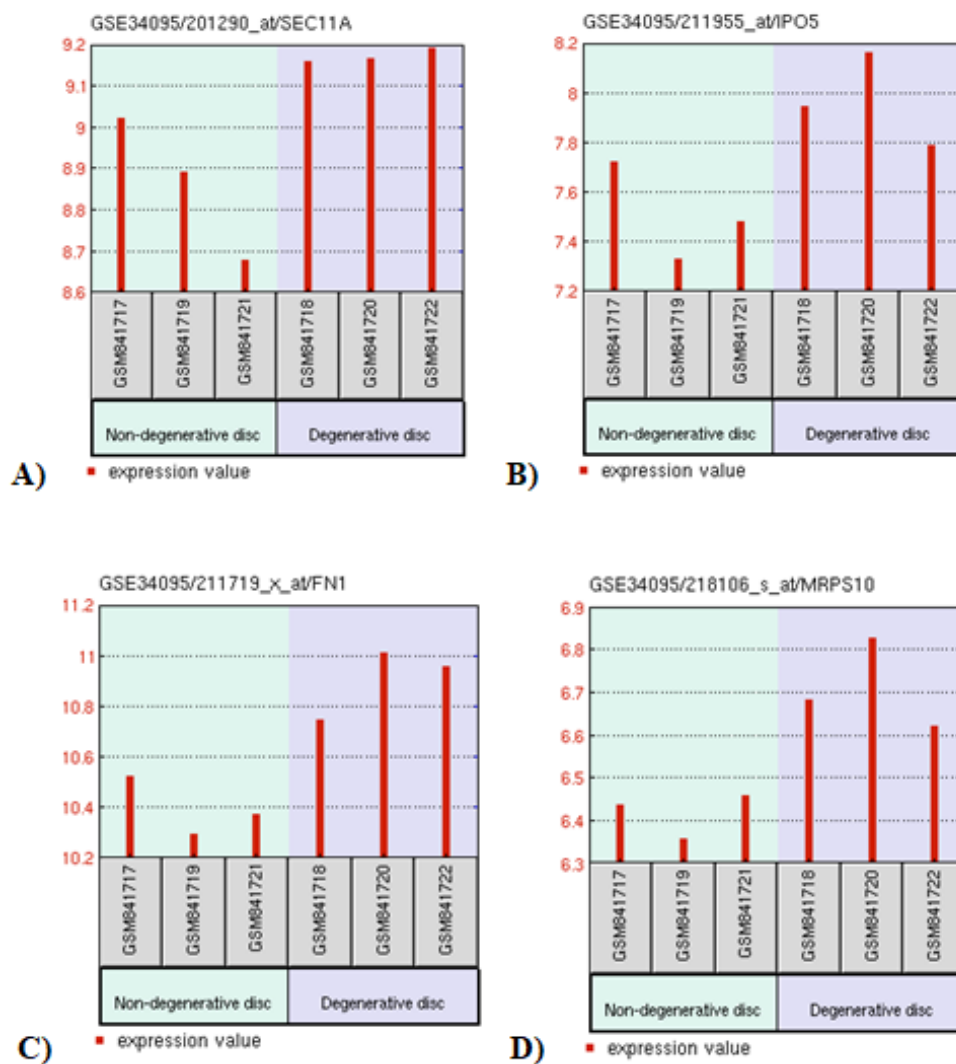 GSE34095/201290_at/SEC11A
9.2
9.1
9
8.9
8.8
8.7
8.6
GSM841717
GSM841719
GSM841721
GSM841718
GSM841720
GSM841722
Non-degenerative disc
Degenerative disc
expression value
A)
GSE34095/211955_at/IPO5
8.2
8
7.8
7.6
7.4
7.2
GSM841717
GSM841719
GSM841721
GSM841718
GSM841720
GSM841722
Non-degenerative disc
Degenerative disc
expression value
B)
GSE34095/211719_x_at/FN1
11.2
11
10.8
10.6
10.4
10.2
GSM841717
GSM841719
GSM841721
GSM841718
GSM841720
GSM841722
Non-degenerative disc
Degenerative disc
expression value
C)
GSE34095/218106_s_at/MRPS10
6.9
6.8
6.7
6.6
6.5
6.4
6.3
GSM841717
GSM841719
GSM841721
GSM841718
GSM841720
GSM841722
Non-degenerative disc
Degenerative disc
expression value
D)